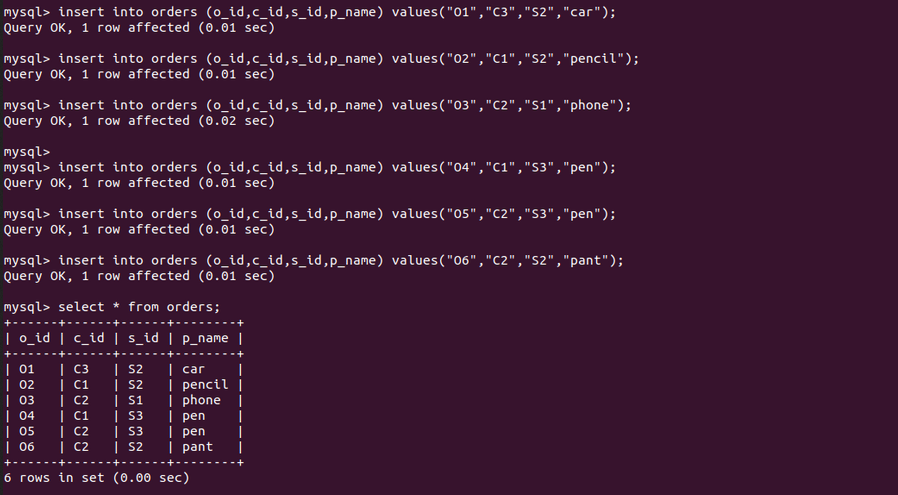 mysql> insert into orders (o_id,c_id,s_id,p_name) values("O1","C3","S2","car");
Query OK, 1 row affected (0.01 sec)
mysql> insert into orders (o_id,c_id,s_id,p_name) values("O2","C1","S2","pencil");
Query OK, 1 row affected (0.01 sec)
mysql> insert into orders (o_id,c_id,s_id,p_name) values("O3","C2","S1","phone");
Query OK, 1 row affected (0.02 sec)
mysql>
mysql> insert into orders (o_id,c_id,s_id,p_name) values("O4","C1","S3","pen");
Query OK, 1 row affected (0.01 sec)
mysql> insert into orders (o_id,c_id,s_id,p_name) values("O5","C2","S3","pen");
Query OK, 1 row affected (0.01 sec)
mysql> insert into orders (o_id,c_id,s_id,p_name) values("O6","C2","S2","pant");
Query OK, 1 row affected (0.01 sec)
mysql> select * from orders;
+------+------+------+--------+
| o_id | c_id | s_id | p_name |
+------+------+------+--------+
| O1   | C3   | S2   | car    |
| O2   | C1   | S2   | pencil |
| O3   | C2   | S1   | phone  |
| O4   | C1   | S3   | pen    |
| O5   | C2   | S3   | pen    |
| O6   | C2   | S2   | pant   |
+------+------+------+--------+
6 rows in set (0.00 sec)